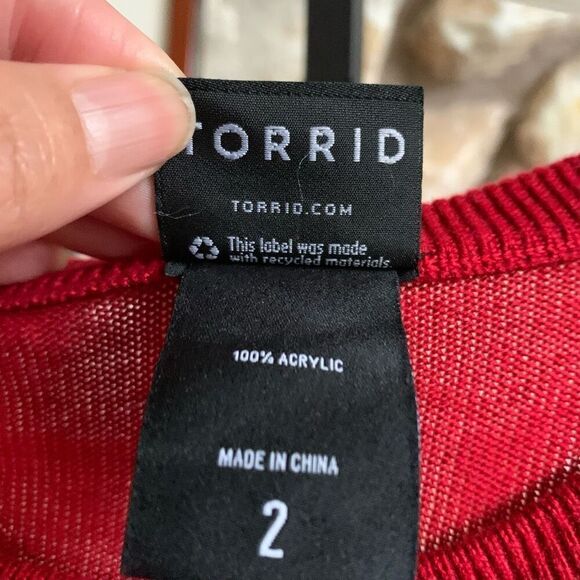 TORRID
TORRID.COM
This label was made
with recycled materials.
100% ACRYLIC
MADE IN CHINA
2